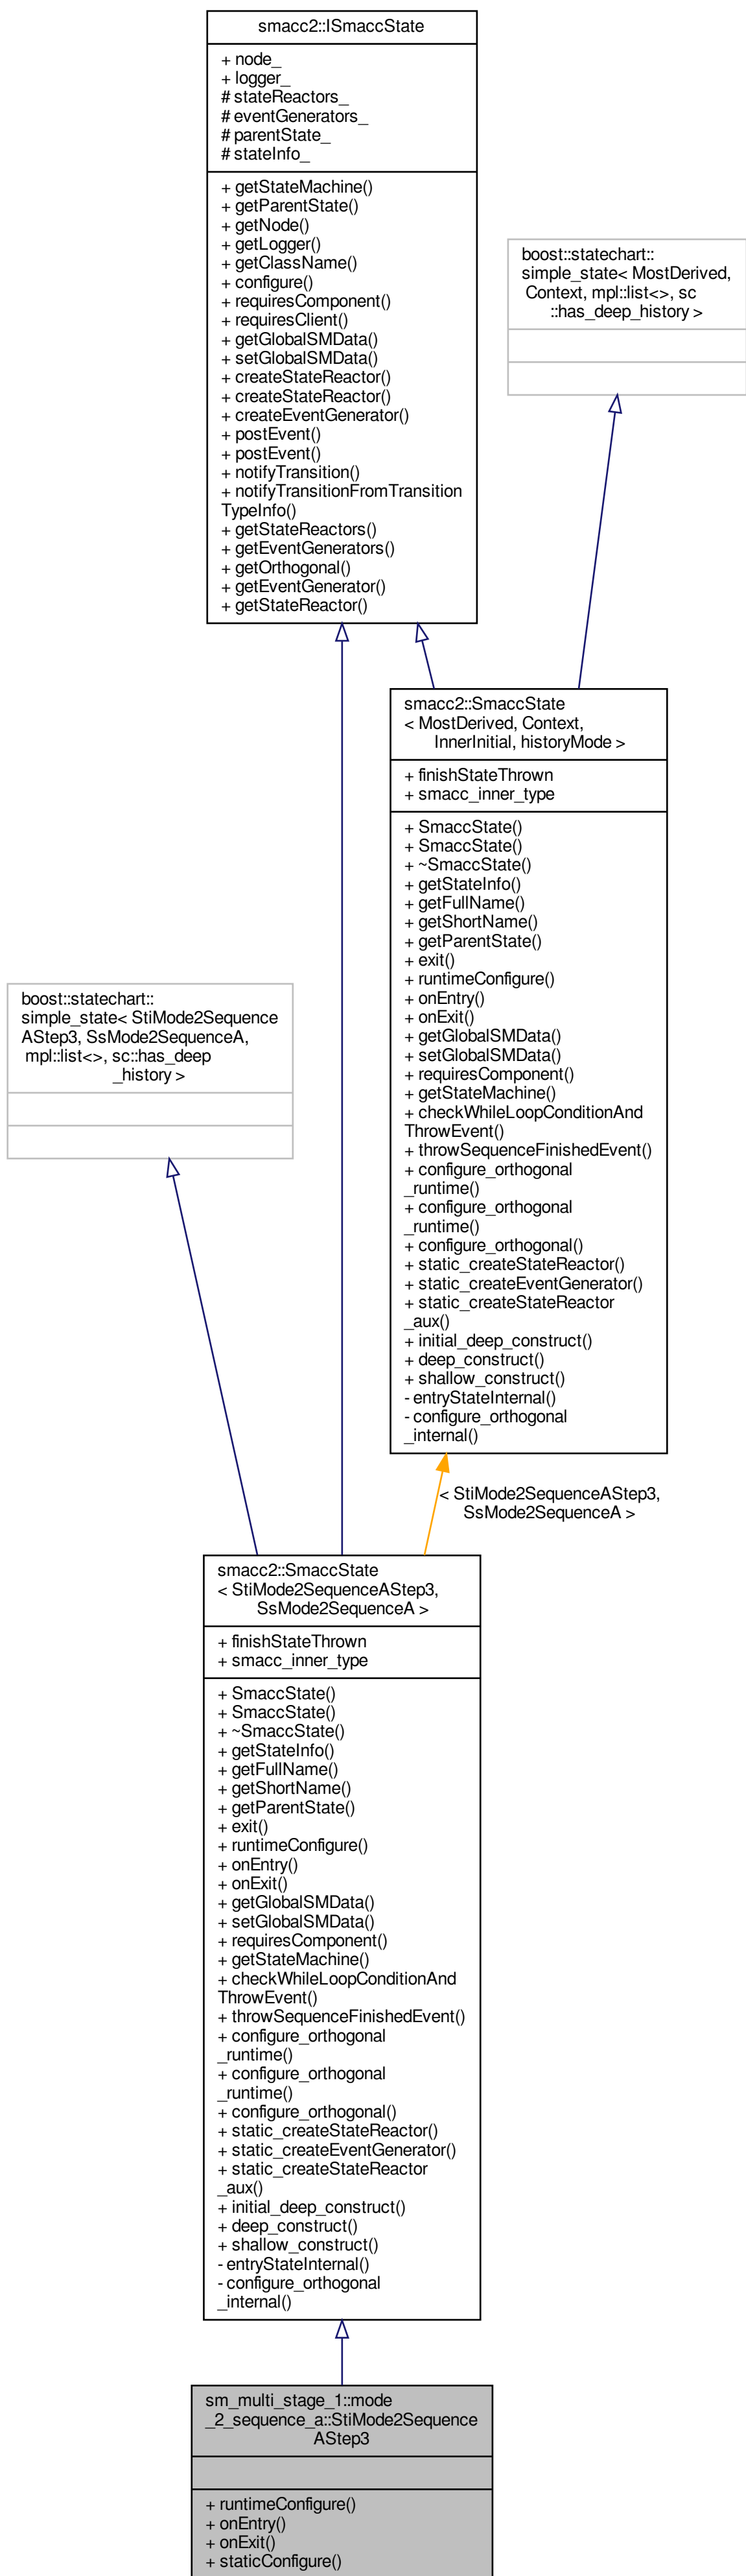 smacc2::ISmaccState
+ node_
+ logger_
# stateReactors_
# eventGenerators_
# parentState_
# stateInfo_
+ getStateMachine()
+ getParentState()
+ getNode()
+ getLogger()
+ getClassName()
+ configure()
+ requiresComponent()
+ requiresClient()
+ getGlobalSMData()
+ setGlobalSMData()
+ createStateReactor()
+ createStateReactor()
+ createEventGenerator()
+ postEvent()
+ postEvent()
+ notifyTransition()
+ notifyTransitionFromTransition
TypeInfo()
+ getStateReactors()
+ getEventGenerators()
+ getOrthogonal()
+ getEventGenerator()
+ getStateReactor()
boost::statechart::
simple_state< MostDerived,
Context, mpl::list<>, sc
::has_deep_history >
smacc2::SmaccState
< MostDerived, Context,
InnerInitial, historyMode >
+ finishStateThrown
+ smacc_inner_type
+ SmaccState()
+ SmaccState()
+ ~SmaccState()
+ getStateInfo()
+ getFullName()
+ getShortName()
+ getParentState()
+ exit()
+ runtimeConfigure()
+ onEntry()
+ onExit()
+ getGlobalSMData()
+ setGlobalSMData()
+ requiresComponent()
+ getStateMachine()
+ checkWhileLoopConditionAnd
ThrowEvent()
+ throwSequenceFinishedEvent()
+ configure_orthogonal
_runtime()
+ configure_orthogonal
_runtime()
+ configure_orthogonal()
+ static_createStateReactor()
+ static_createEventGenerator()
+ static_createStateReactor
_aux()
+ initial_deep_construct()
+ deep_construct()
+ shallow_construct()
- entryStateInternal()
- configure_orthogonal
_internal()
boost::statechart::
simple_state< StiMode2Sequence
AStep3, SsMode2SequenceA,
mpl::list<>, sc::has_deep
_history >
< StiMode2SequenceAStep3,
SsMode2SequenceA >
smacc2::SmaccState
< StiMode2SequenceAStep3,
SsMode2SequenceA >
+ finishStateThrown
+ smacc_inner_type
+ SmaccState()
+ SmaccState()
+ ~SmaccState()
+ getStateInfo()
+ getFullName()
+ getShortName()
+ getParentState()
+ exit()
+ runtimeConfigure()
+ onEntry()
+ onExit()
+ getGlobalSMData()
+ setGlobalSMData()
+ requiresComponent()
+ getStateMachine()
+ checkWhileLoopConditionAnd
ThrowEvent()
+ throwSequenceFinishedEvent()
+ configure_orthogonal
_runtime()
+ configure_orthogonal
_runtime()
+ configure_orthogonal()
+ static_createStateReactor()
+ static_createEventGenerator()
+ static_createStateReactor
_aux()
+ initial_deep_construct()
+ deep_construct()
+ shallow_construct()
- entryStateInternal()
- configure_orthogonal
_internal()
sm_multi_stage_1::mode
_2_sequence_a::StiMode2Sequence
AStep3
+ runtimeConfigure()
+ onEntry()
+ onExit()
+ staticConfigure()